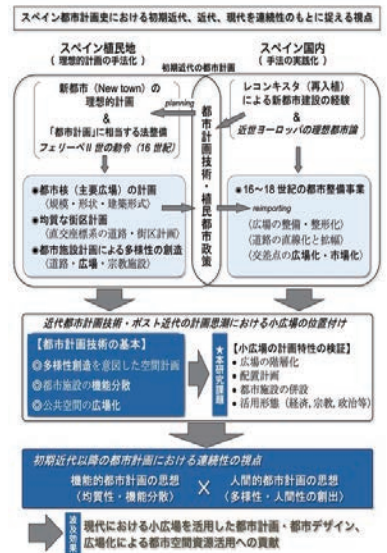 スペイン都市計画史における初期近代、近代、現代を連続性のもとに捉える視点
スペイン植民地
（理想的計画の手法化）
スペイン国内
（手法の実践化）
初期近代の都市計画
新都市（New town）の
理想的計画
&
「都市計画」に相当する法整備
フェリーペⅡ世の勅令（16世紀）
planning
都市計画技術・植民都市政策
レコンキスタ（再入植）
による新都市建設の経験
&
近世ヨーロッパの理想都市論
◉都市核（主要広場）の計画
〈規模・形状・建築形式〉
◉均質な街区計画
〈直交座標系の道路・街区計画〉
◉都市施設計画による多様性の創造
〈道路・広場・宗教施設〉
reimporting
◉16～18世紀の都市整備事業
〈広場の整備・整形化〉
〈道路の直線化と拡幅〉
〈交差点の広場化・市場化〉
近代都市計画技術・ポスト近代の計画思潮における小広場の位置付け
【都市計画技術の基本】
◎多様性創造を意図した空間計画
◎都市施設の機能分散
◎公共空間の広場化
★本研究課題
【小広場の計画特性の検証】
• 広場の階層化
• 配置計画
• 都市施設の併設
• 活用形態（経済,宗教,政治等）
初期近代以降の都市計画における連続性の視点
機能的都市計画の思想
（均質性・機能分散）
×
人間的都市計画の思想
（多様性・人間性の創出）
波及効果
現代における小広場を活用した都市計画・都市デザイン、
広場化による都市空間資源活用への貢献